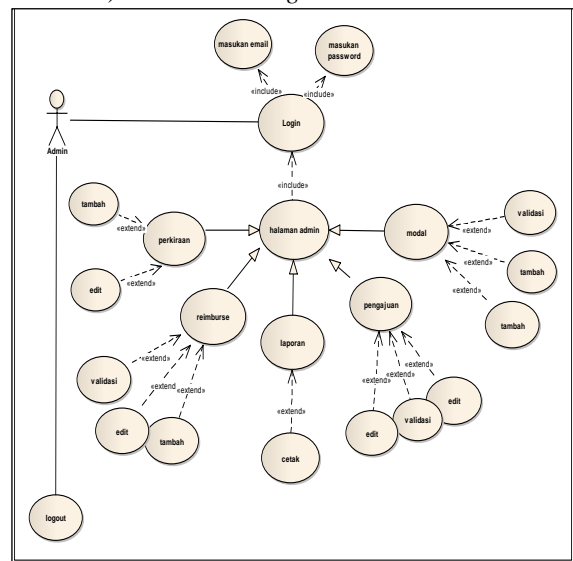 masukan email
masukan
password
«include»
«include»
Login
Admin
«include»
tambah
«extend»
perkiraan
edit
«extend»
halaman admin
modal
validasi
«extend»
tambah
«extend»
tambah
«extend»
reimburse
laporan
pengajuan
validasi
«extend»
edit
«extend
tambah
«extend»
cetak
«extend»
edit
«extend»
validasi
«extend»
edit
«extend»
logout